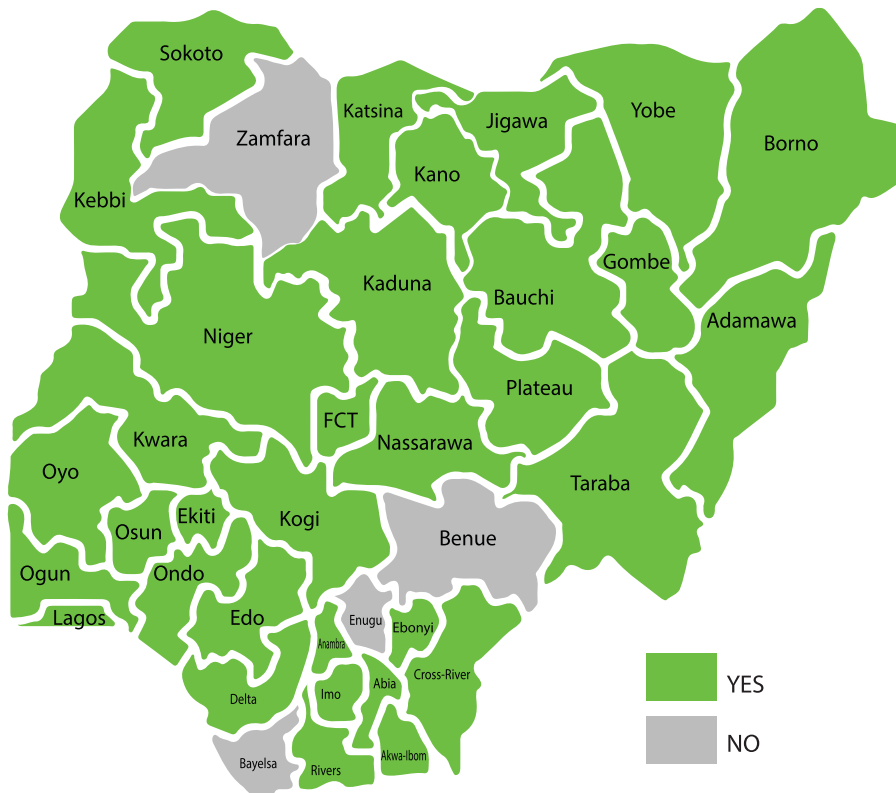 Sokoto
Zamfara
Katsina
Jigawa
Yobe
Borno
Kano
Kebbi
Gombe
Kaduna
Bauchi
Adamawa
Niger
Plateau
FCT
Nassarawa
Kwara
Oyo
Taraba
Ekiti
Kogi
Osun
Benue
Ogun
Ondo
Lagos
Edo
Enugu
Ebonyi
Anambra
Cross-River
Abia
Imo
Delta
YES
NO
Akwa-Ibom
Bayelsa
Rivers